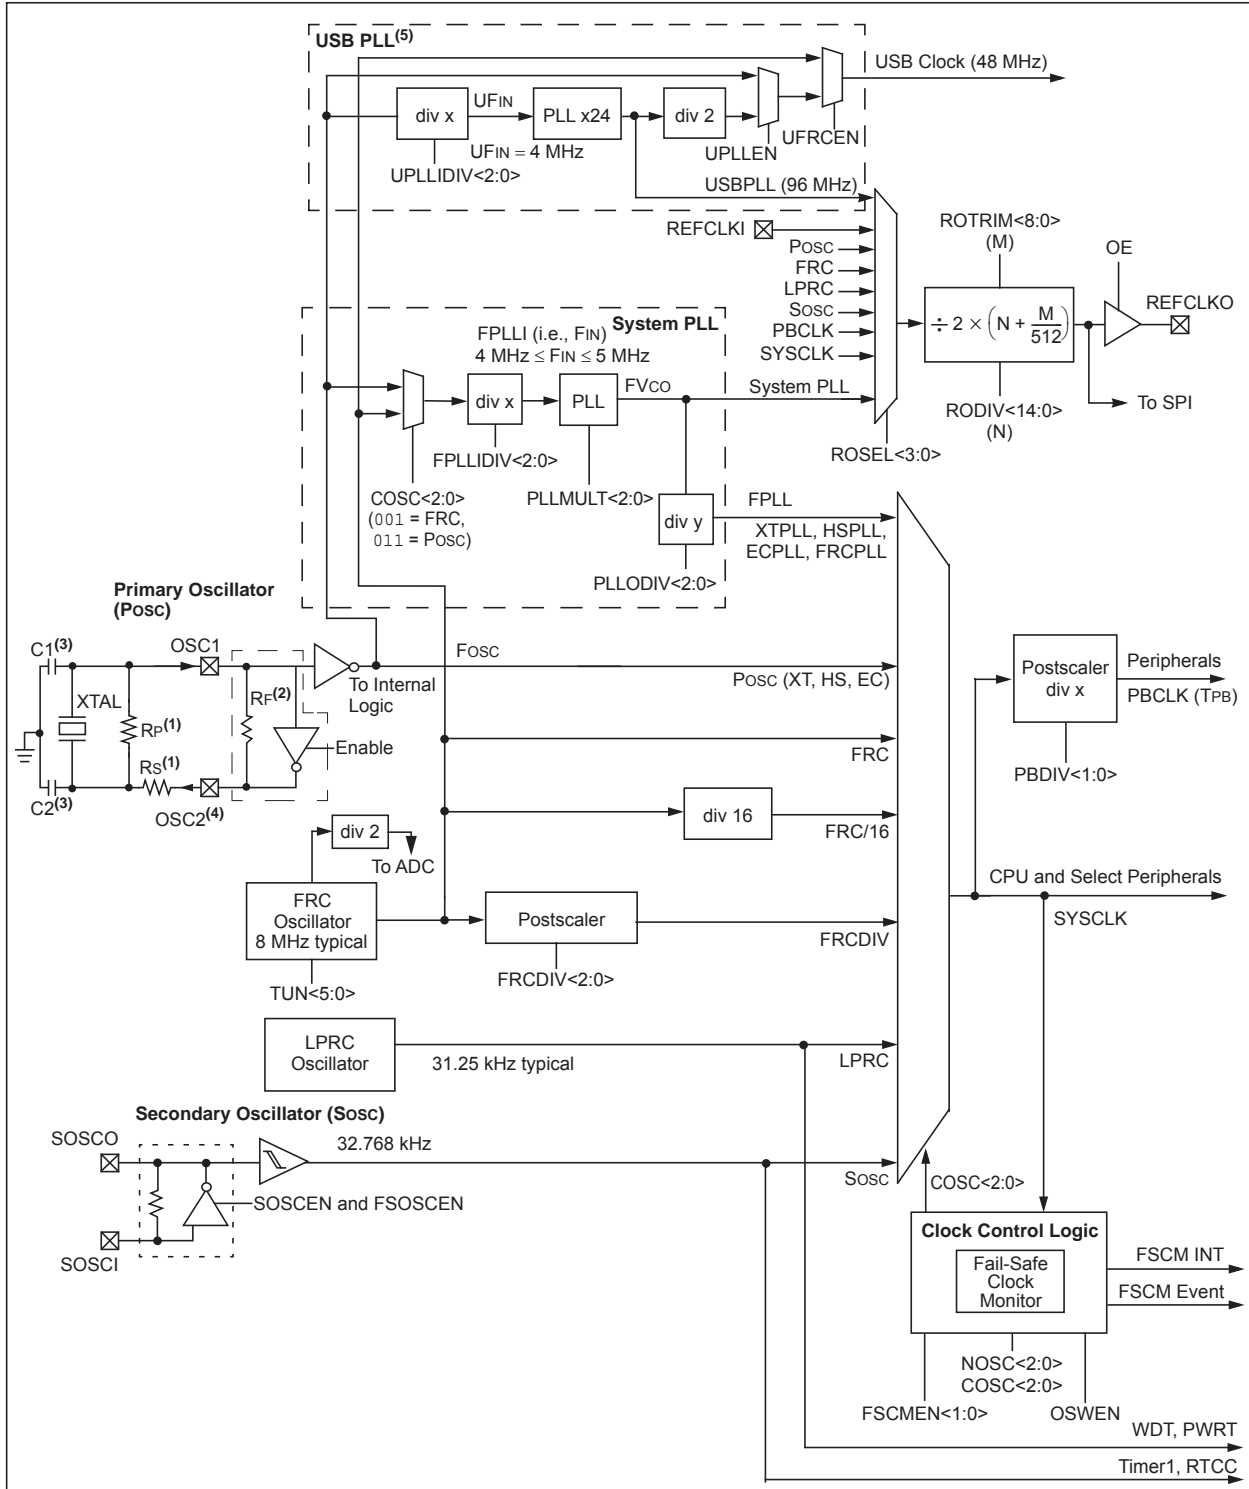 USB PLL(5)
USB Clock (48 MHz)
UFIN
div x
PLL x24
div 2
UFIN = 4 MHz
UPLLEN
UFRCEN
UPLLIDIV<2:0>
USBPLL (96 MHz)
REFCLKI
POSC
FRC
LPRC
SOSC
PBCLK
SYSCLK
ROTRIM<8:0>
(M)
OE
REFCLKO
÷ 2 × (N + M/512)
To SPI
RODIV<14:0>
(N)
ROSEL<3:0>
System PLL
FPLLI (i.e., FIN)
4 MHz ≤ FIN ≤ 5 MHz
div x
PLL
FVCO
System PLL
FPLLIDIV<2:0>
COSC<2:0>
(001 = FRC,
011 = POSC)
PLLMULT<2:0>
div y
FPLL
XTPLL, HSPLL,
ECPLL, FRCPLL
PLLODIV<2:0>
Primary Oscillator
(POSC)
C1(3)
OSC1
XTAL
RP(1)
RF(2)
To Internal
Logic
Enable
RS(1)
C2(3)
OSC2(4)
FOSC
POSC (XT, HS, EC)
FRC
div 16
FRC/16
Postscaler
div x
Peripherals
PBCLK (TPB)
PBDIV<1:0>
div 2
To ADC
FRC
Oscillator
8 MHz typical
TUN<5:0>
Postscaler
FRCDIV
FRCDIV<2:0>
CPU and Select Peripherals
SYSCLK
LPRC
Oscillator
31.25 kHz typical
LPRC
Secondary Oscillator (SOSC)
SOSCO
32.768 kHz
SOSCEN and FSOSCEN
SOSCI
SOSC
COSC<2:0>
Clock Control Logic
Fail-Safe
Clock
Monitor
FSCM INT
FSCM Event
NOSC<2:0>
COSC<2:0>
FSCMEN<1:0>
OSWEN
WDT, PWRT
Timer1, RTCC